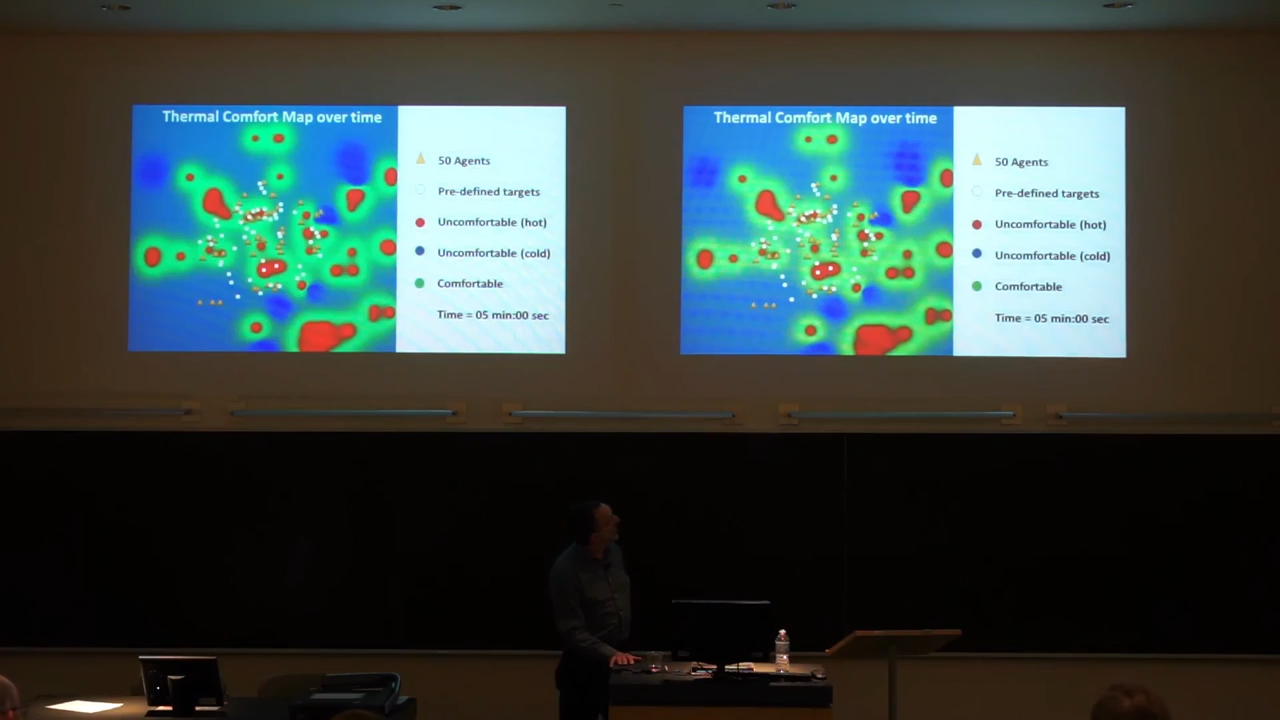 Thermal Comfort Map over time
50 Agents
Pre-defined targets
Uncomfortable (hot)
Uncomfortable (cold)
Comfortable
Time = 05 min:00 sec
Thermal Comfort Map over time
50 Agents
Pre-defined targets
Uncomfortable (hot)
Uncomfortable (cold)
Comfortable
Time = 05 min:00 sec